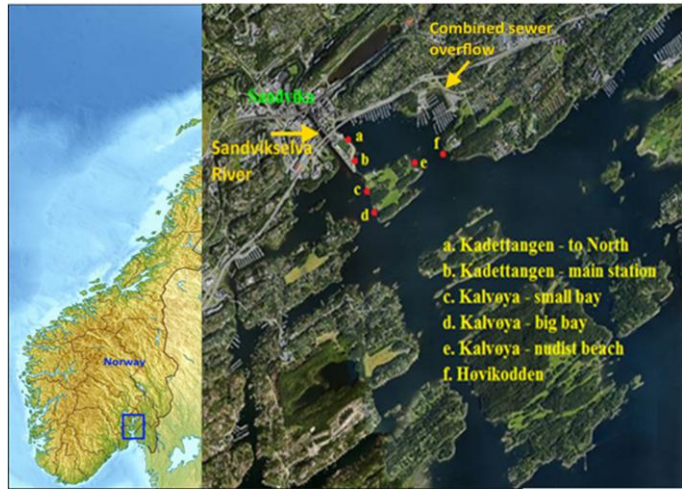 Combined sewer
overflow
Sandvika
Sandvikselva
River
a
b
c
d
e
f
a. Kadettangen - to North
b. Kadettangen - main station
c. Kalvøya - small bay
d. Kalvøya - big bay
e. Kalvøya - nudist beach
f. Høvikodden
Norway